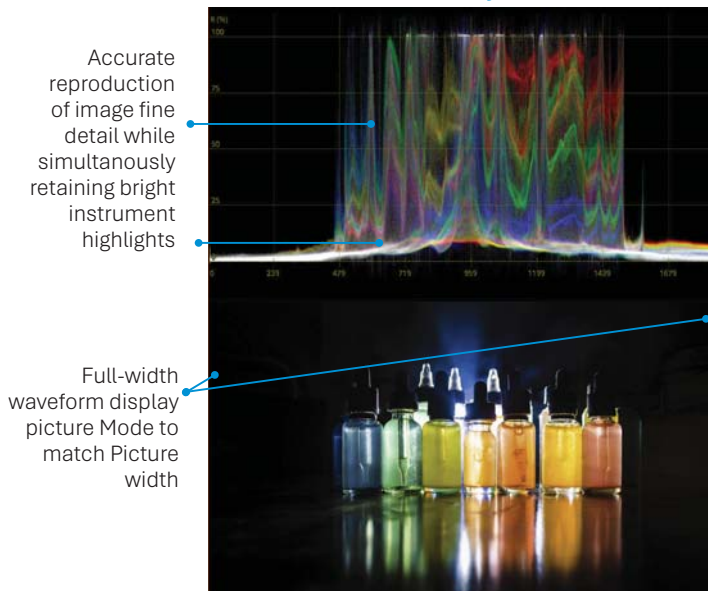 Accurate
reproduction
of image fine
detail while
simultanously
retaining bright
instrument
highlights
R (%)
100
75
50
25
0
239
479
719
959
1199
1439
1679
Full-width
waveform display
picture Mode to
match Picture
width